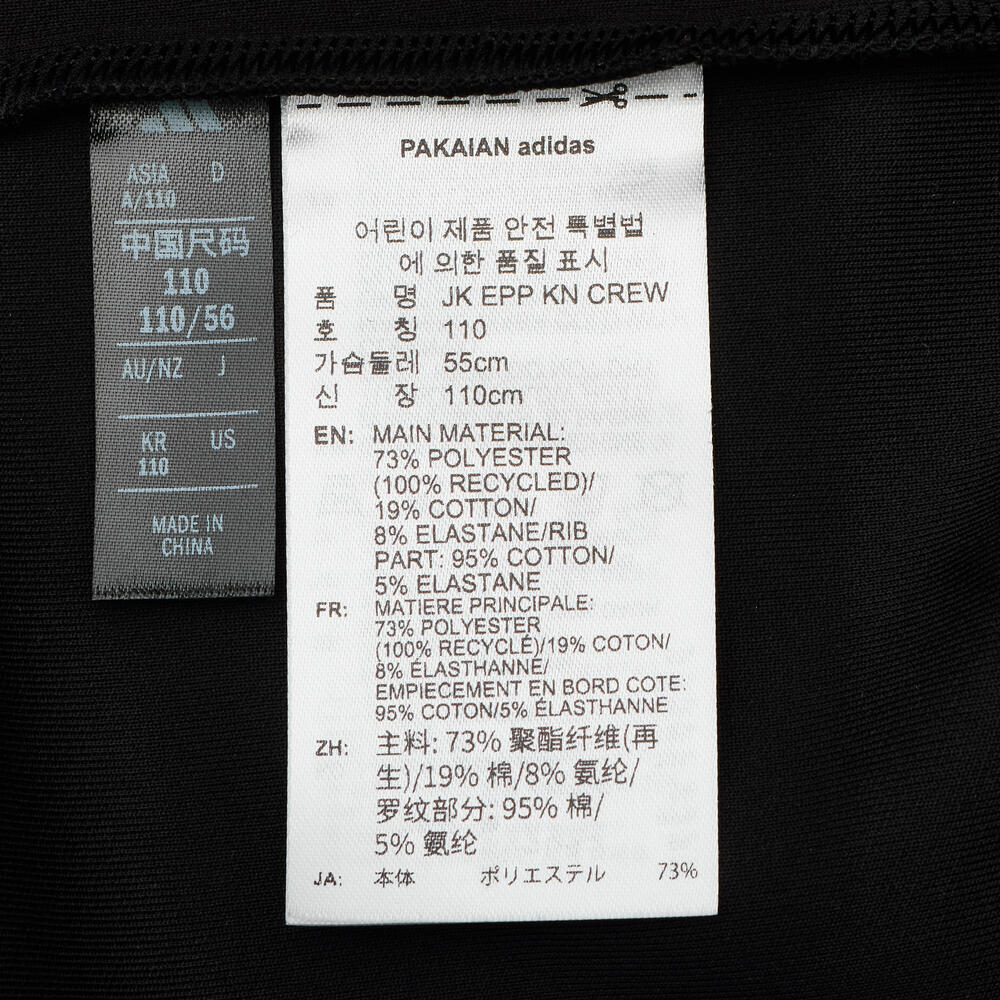 ASIA D
A/110
中国尺码
110
110/56
AU/NZ J
KR US
110
MADE IN
CHINA
PAKAIAN adidas
어린이 제품 안전 특별법
에 의한 품질 표시
품 명 JK EPP KN CREW
호 칭 110
가슴둘레 55cm
신 장 110cm
EN: MAIN MATERIAL:
73% POLYESTER
(100% RECYCLED)/
19% COTTON/
8% ELASTANE/RIB
PART: 95% COTTON/
5% ELASTANE
FR: MATIERE PRINCIPALE:
73% POLYESTER
(100% RECYCLÉ)/19% COTON/
8% ÉLASTHANNE/
EMPIECEMENT EN BORD COTE:
95% COTON/5% ÉLASTHANNE
ZH: 主料: 73% 聚酯纤维(再
生)/19% 棉/8% 氨纶/
罗纹部分: 95% 棉/
5% 氨纶
JA: 本体 ポリエステル 73%